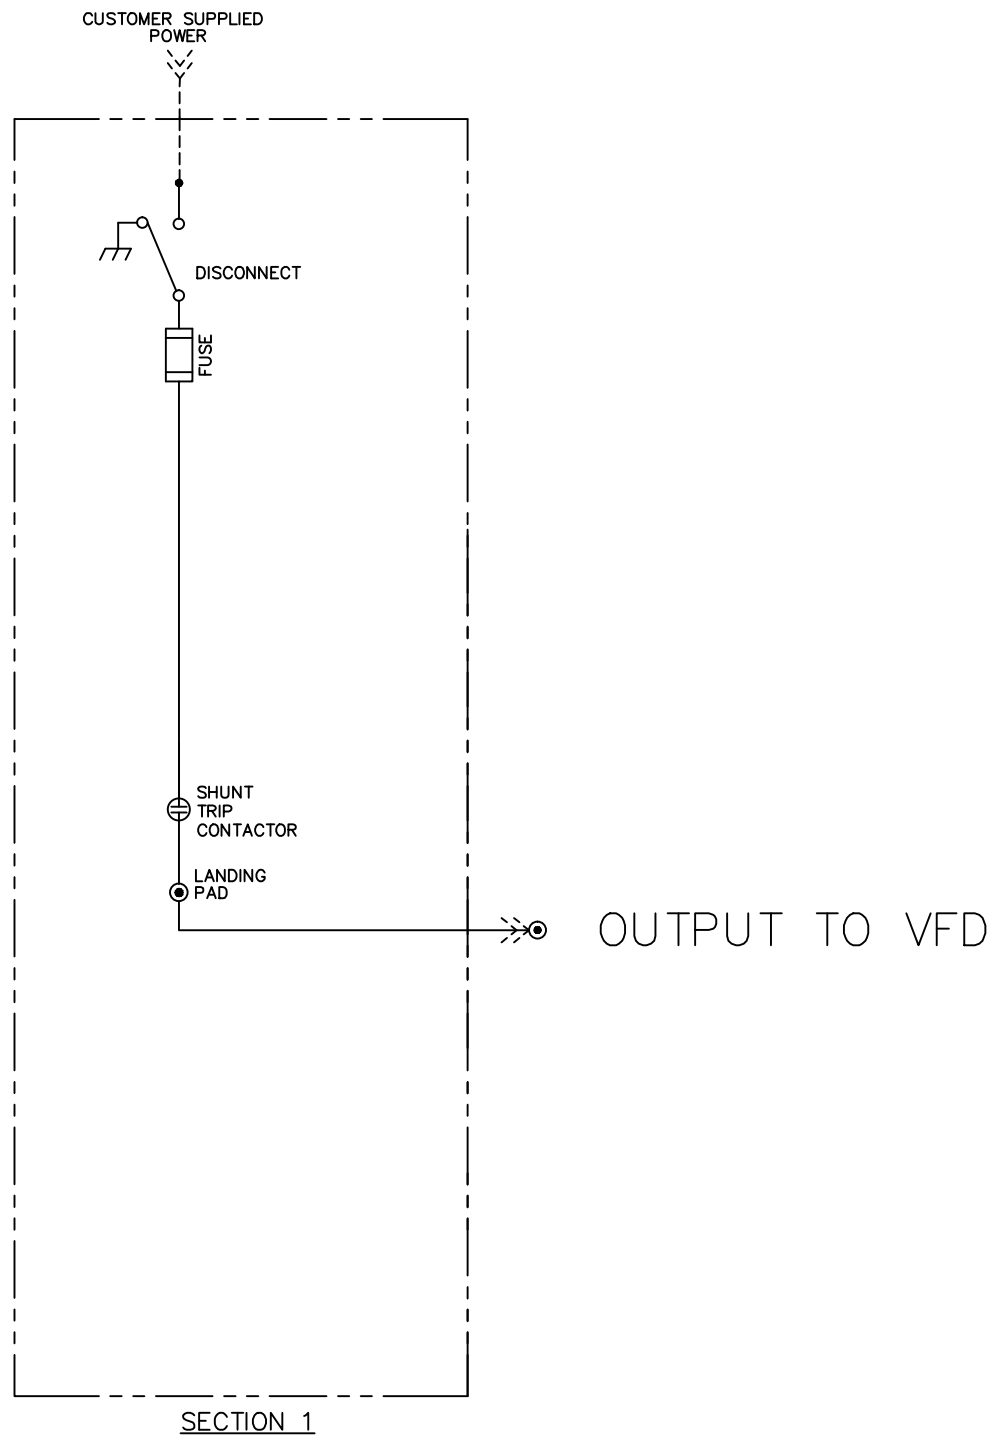 CUSTOMER SUPPLIED
POWER
DISCONNECT
FUSE
SHUNT
TRIP
CONTACTOR
LANDING
PAD
OUTPUT TO VFD
SECTION 1